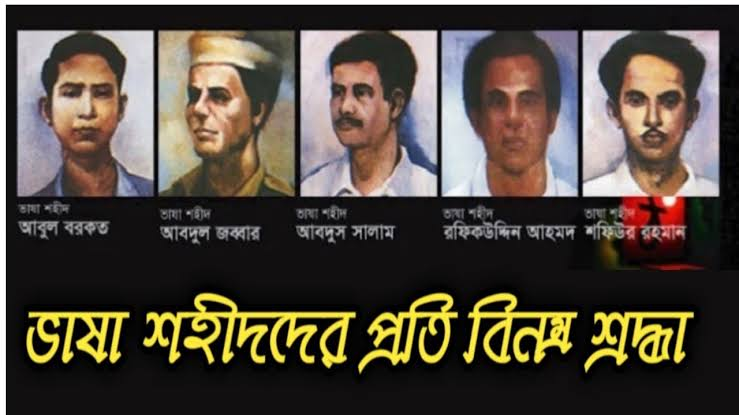 ভাষা শহীদ
আবুল বরকত
ভাষা শহীদ
আবদুল জব্বার
ভাষা শহীদ
আবদুস সালাম
ভাষা শহীদ
রফিকউদ্দিন আহমদ
ভাষা শহীদ
শফিউর রহমান
ভাষা শহীদদের প্রতি বিনম্র শ্রদ্ধা